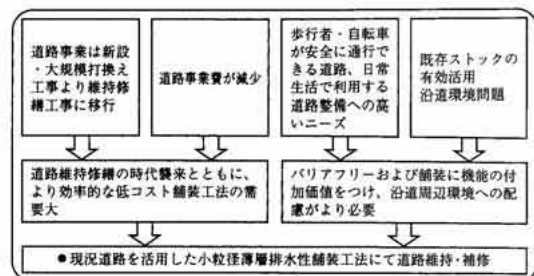 道路事業は新設
・大規模打換え
工事より維持修
繕工事に移行
道路事業費が減少
歩行者・自転車
が安全に通行で
きる道路、日常
生活で利用する
道路整備への高
いニーズ
既存ストックの
有効活用
沿道環境問題
道路維持修繕の時代襲来とともに、
より効率的な低コスト舗装工法の需
要大
バリアフリーおよび舗装に機能の付
加価値をつけ、沿道周辺環境への配
慮がより必要
●現況道路を活用した小粒径薄層排水性舗装工法にて道路維持・補修